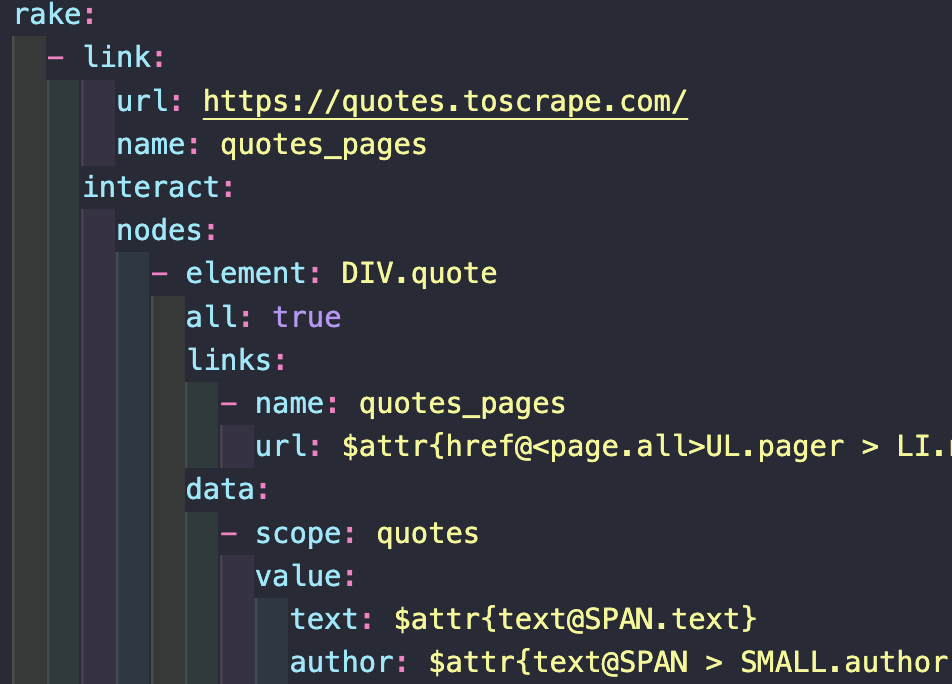 rake:
- link:
url: https://quotes.toscrape.com/
name: quotes_pages
interact:
nodes:
- element: DIV.quote
all: true
links:
- name: quotes_pages
url: $attr{href@<page.all>UL.pager > LI.
data:
- scope: quotes
value:
text: $attr{text@SPAN.text}
author: $attr{text@SPAN > SMALL.author